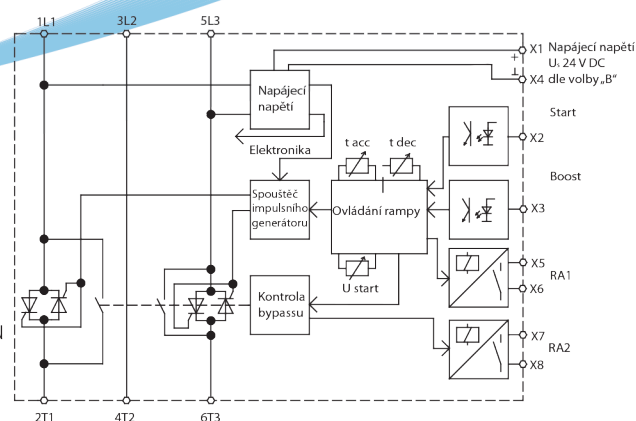 1L1
3L2
5L3
X1 Napájecí napětí
+
Uₛ 24 V DC
X4 dle volby „B“
Napájecí
napětí
Start
Elektronika
t acc
t dec
X2
Boost
Spouštěč
impulsního
generátoru
Ovládání rampy
X3
X5
RA1
X6
U start
Kontrola
bypassu
X7
RA2
X8
2T1
4T2
6T3